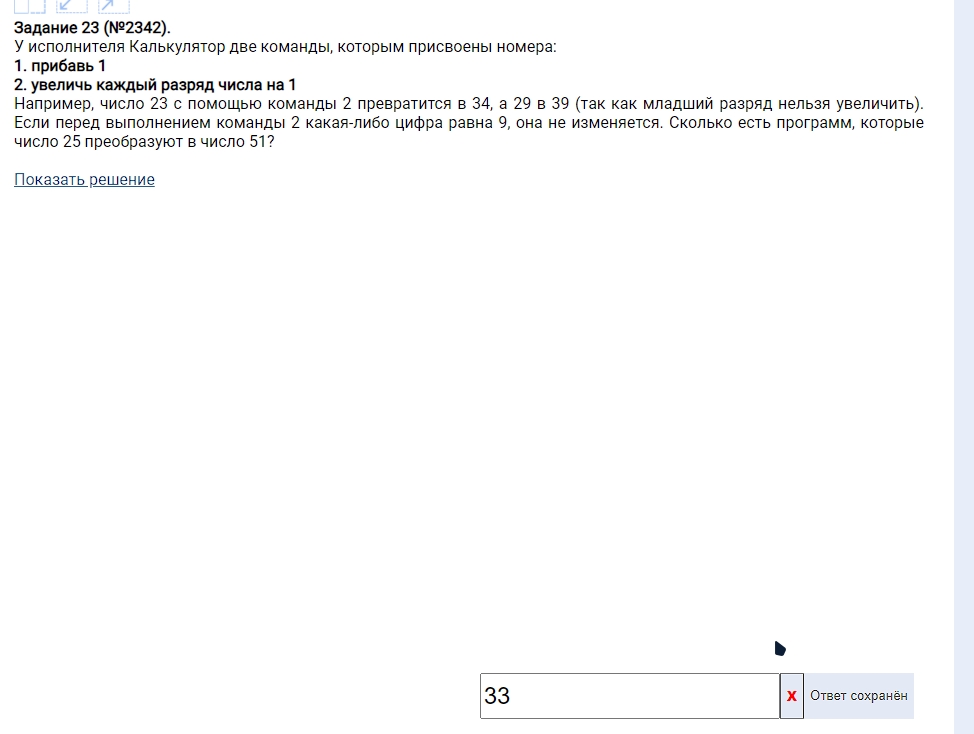 Задание 23 (№2342).
У исполнителя Калькулятор две команды, которым присвоены номера:
1. прибавь 1
2. увеличь каждый разряд числа на 1
Например, число 23 с помощью команды 2 превратится в 34, а 29 в 39 (так как младший разряд нельзя увеличить).
Если перед выполнением команды 2 какая-либо цифра равна 9, она не изменяется. Сколько есть программ, которые
число 25 преобразуют в число 51?
Показать решение
33
x
Ответ сохранён